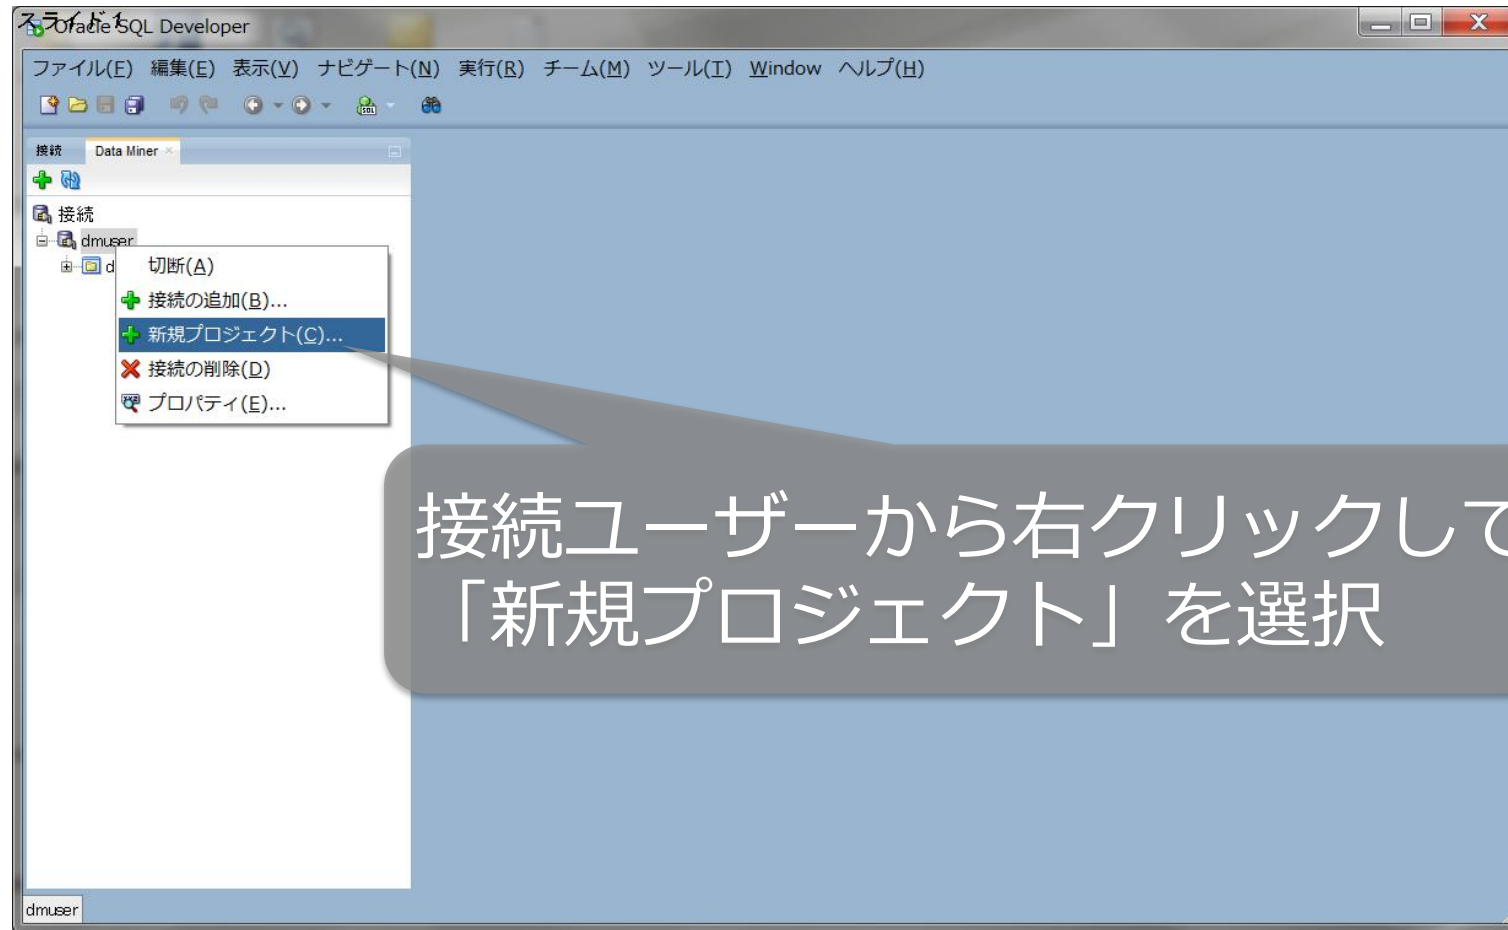 スライド1
Oracle SQL Developer
ファイル(F) 編集(E) 表示(V) ナビゲート(N) 実行(R) チーム(M) ツール(T) Window ヘルプ(H)
SQL
接続 Data Miner
接続
dmuser
d
切断(A)
接続の追加(B)...
新規プロジェクト(C)...
接続の削除(D)
プロパティ(E)...
接続ユーザーから右クリックして
「新規プロジェクト」を選択
dmuser